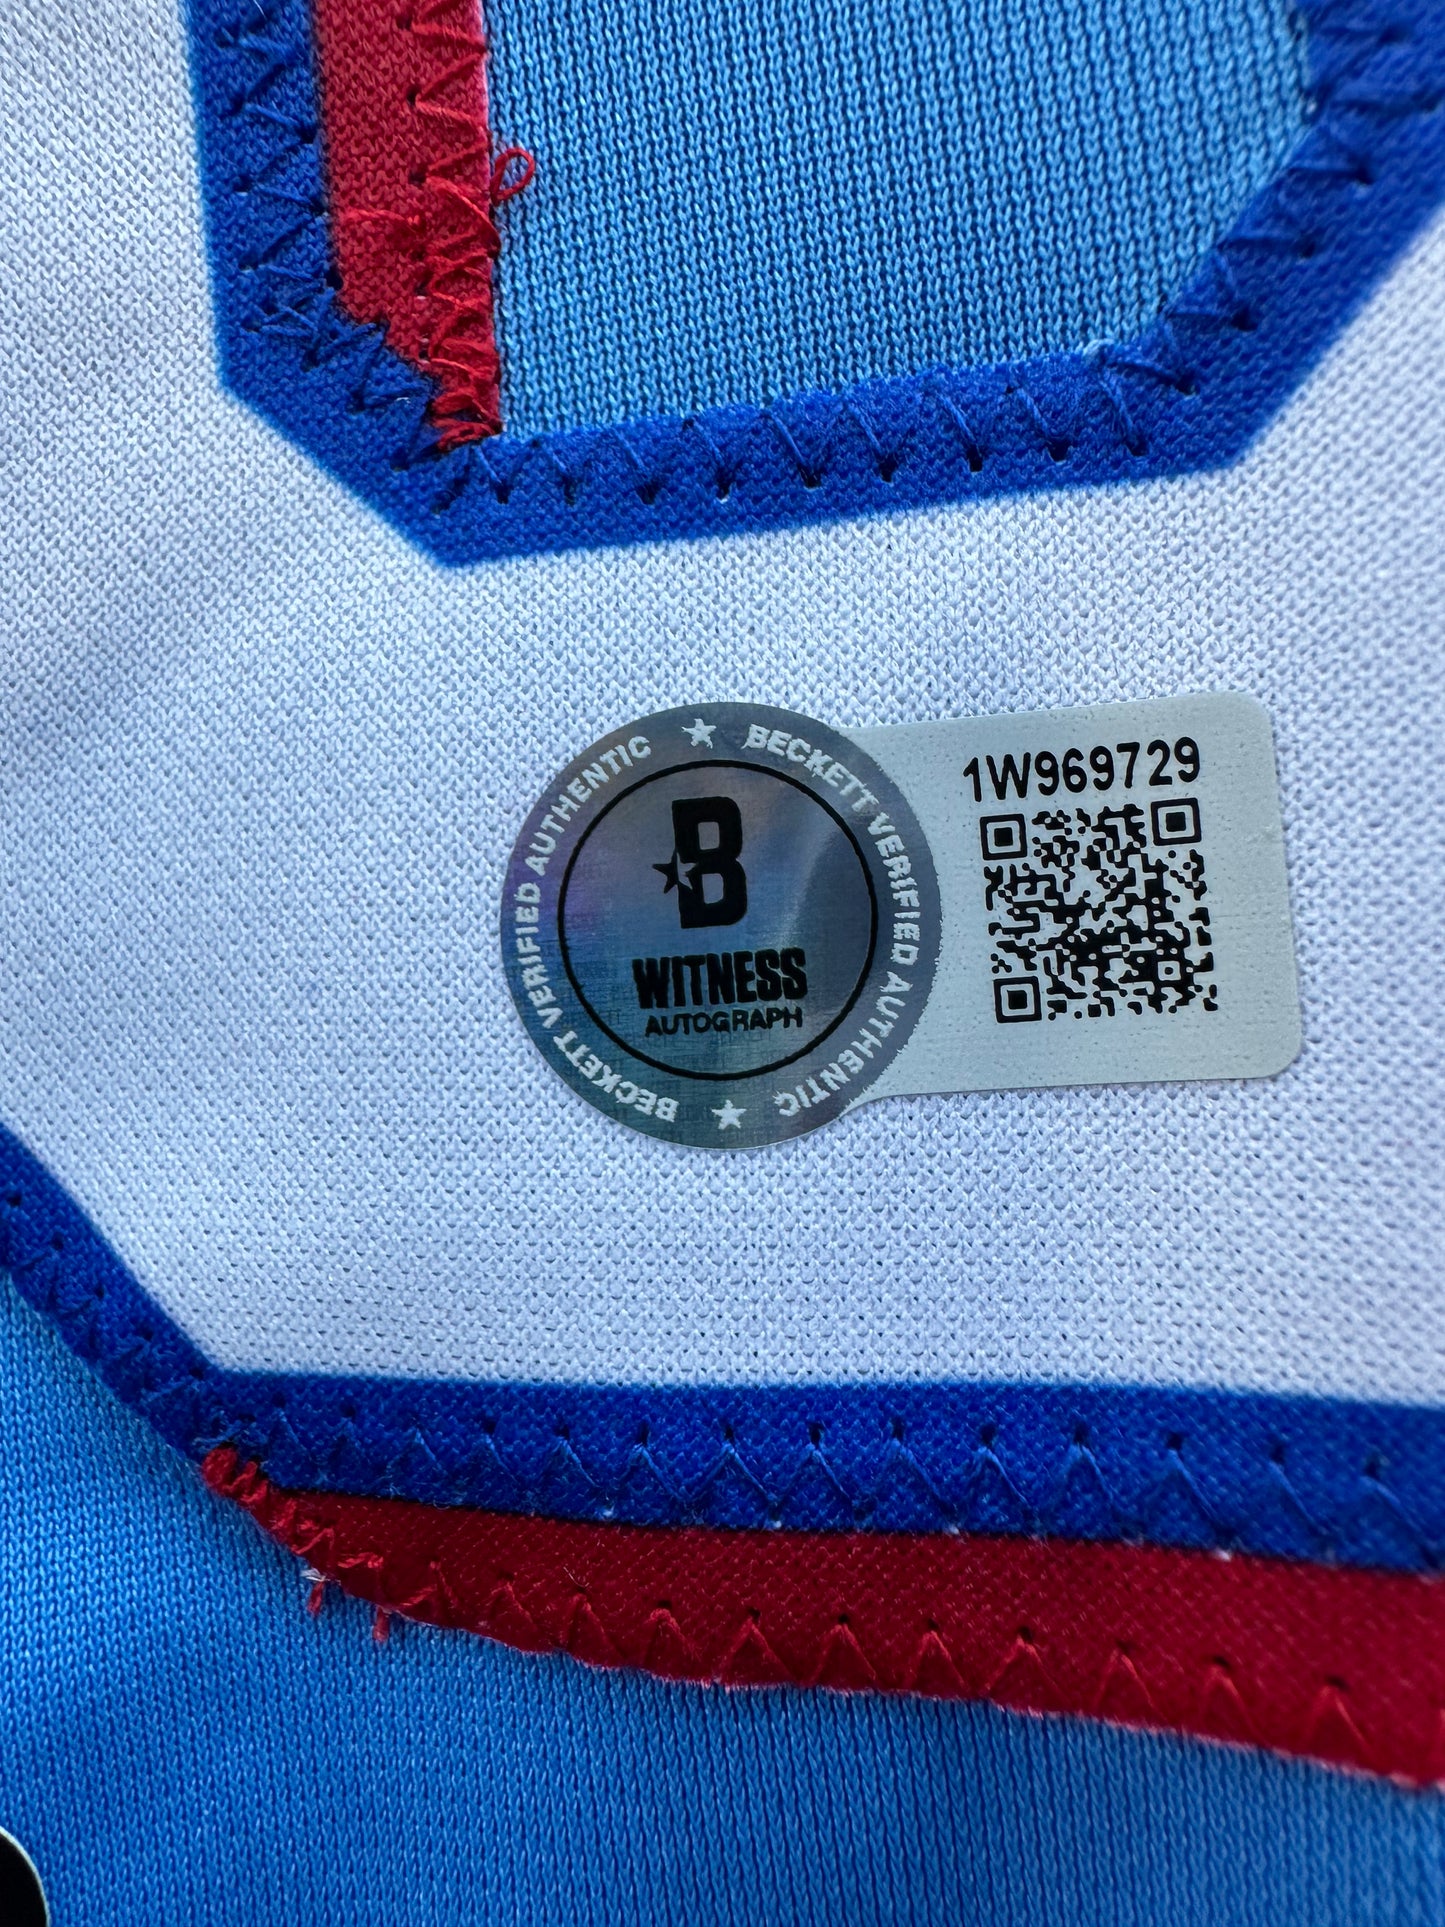 BECKETT VERIFIED AUTHENTIC
★ BECKETT VERIFIED AUTHENTIC ★
B
WITNESS
AUTOGRAPH
1W969729